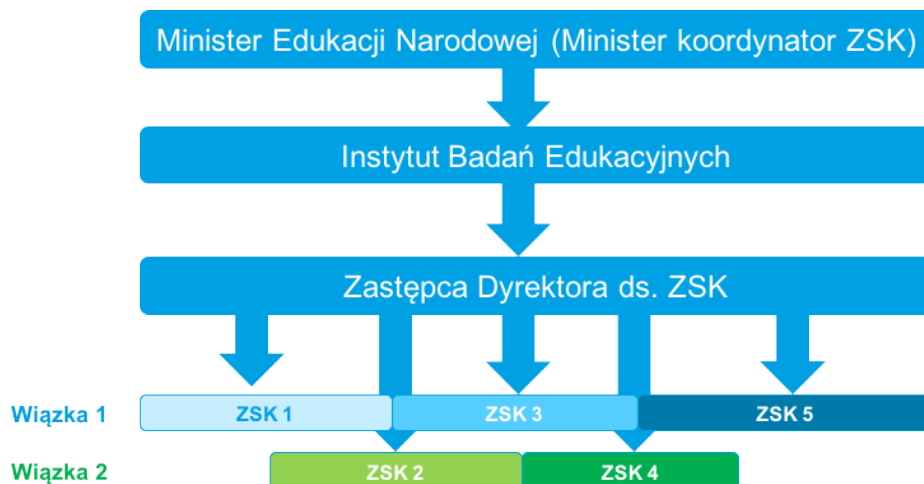 Minister Edukacji Narodowej (Minister koordynator ZSK)
Instytut Badań Edukacyjnych
Zastępca Dyrektora ds. ZSK
Wiązka 1 ZSK 1 ZSK 3 ZSK 5
Wiązka 2 ZSK 2 ZSK 4